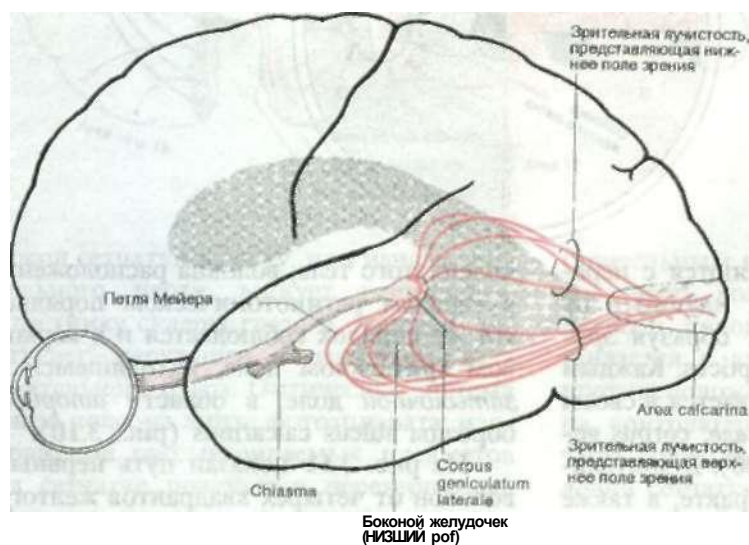 Зрительная лучистость,
представляющая ниж-
нее поле зрения
Петля Мейера
Area calcarina
Corpus
geniculatum
laterale
Chiasma
Зрительная лучистость,
представляющая верх-
нее поле зрения
Боконой желудочек
(НИЗШИЙ pof)